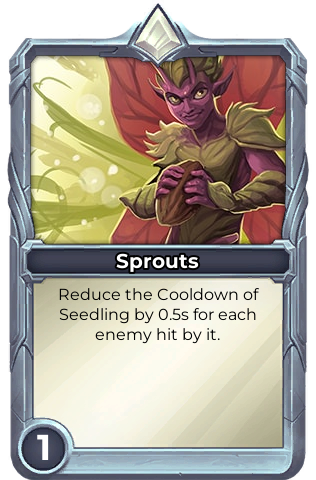 Sprouts
Reduce the Cooldown of
Seedling by 0.5s for each
enemy hit by it.
1